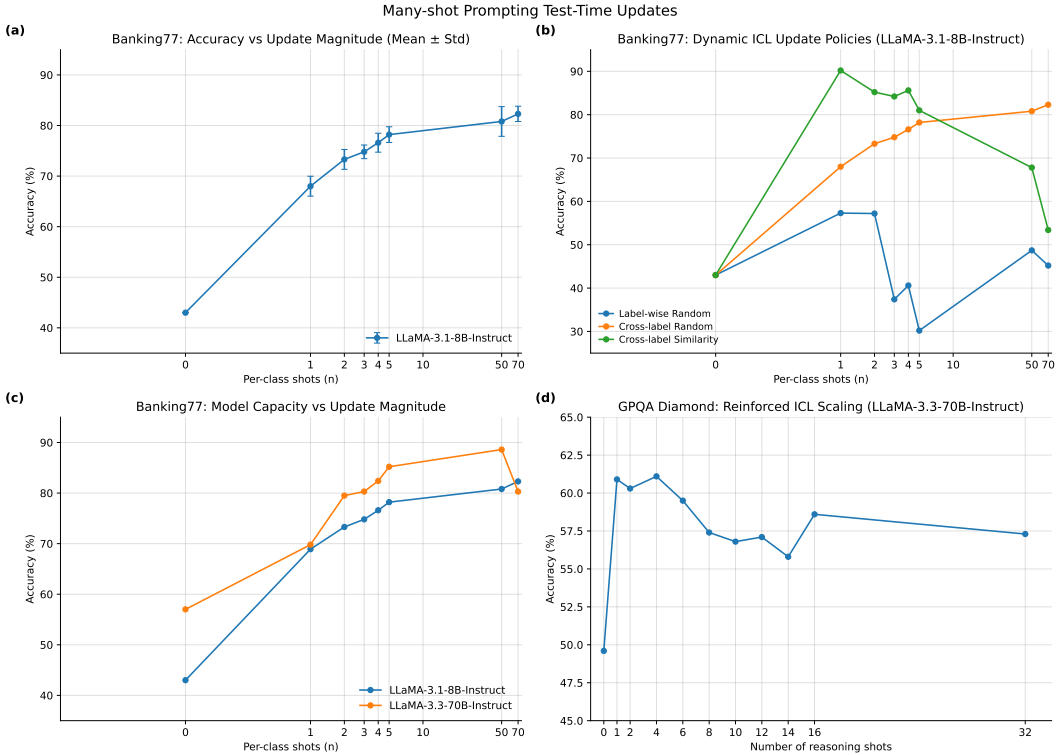 Many-shot Prompting Test-Time Updates
(a)
Banking77: Accuracy vs Update Magnitude (Mean ± Std)
Accuracy (%)
90
80
70
60
50
40
LLaMA-3.1-8B-Instruct
0 1 2 3 4 5 10 50 70
Per-class shots (n)
(b)
Banking77: Dynamic ICL Update Policies (LLaMA-3.1-8B-Instruct)
Accuracy (%)
90
80
70
60
50
40
30
Label-wise Random
Cross-label Random
Cross-label Similarity
0 1 2 3 4 5 10 50 70
Per-class shots (n)
(c)
Banking77: Model Capacity vs Update Magnitude
Accuracy (%)
90
80
70
60
50
40
LLaMA-3.1-8B-Instruct
LLaMA-3.3-70B-Instruct
0 1 2 3 4 5 10 50 70
Per-class shots (n)
(d)
GPQA Diamond: Reinforced ICL Scaling (LLaMA-3.3-70B-Instruct)
Accuracy (%)
65.0
62.5
60.0
57.5
55.0
52.5
50.0
47.5
45.0
0 1 2 4 6 8 10 12 14 16 32
Number of reasoning shots